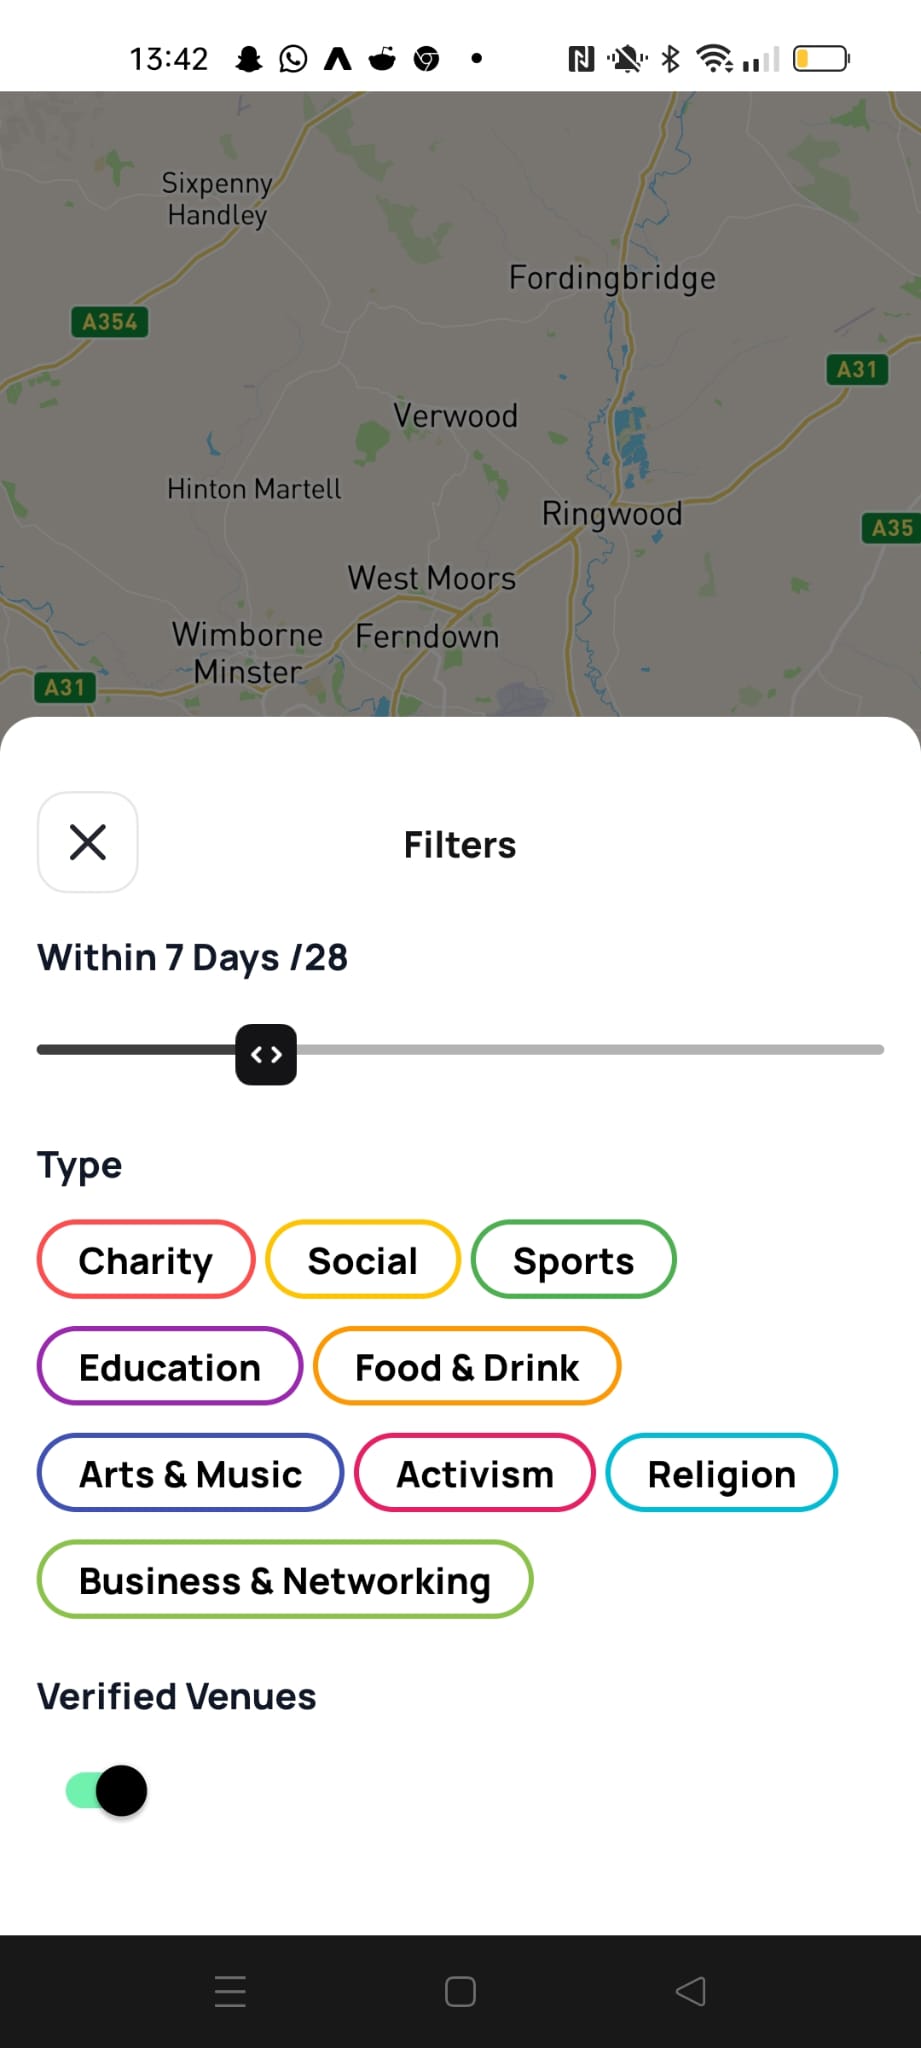 13:42
Sixpenny
Handley
Fordingbridge
A354
A31
Verwood
Hinton Martell
Ringwood
A35
West Moors
Wimborne
Minster
Ferndown
A31
Filters
Within 7 Days /28
Type
Charity
Social
Sports
Education
Food & Drink
Arts & Music
Activism
Religion
Business & Networking
Verified Venues